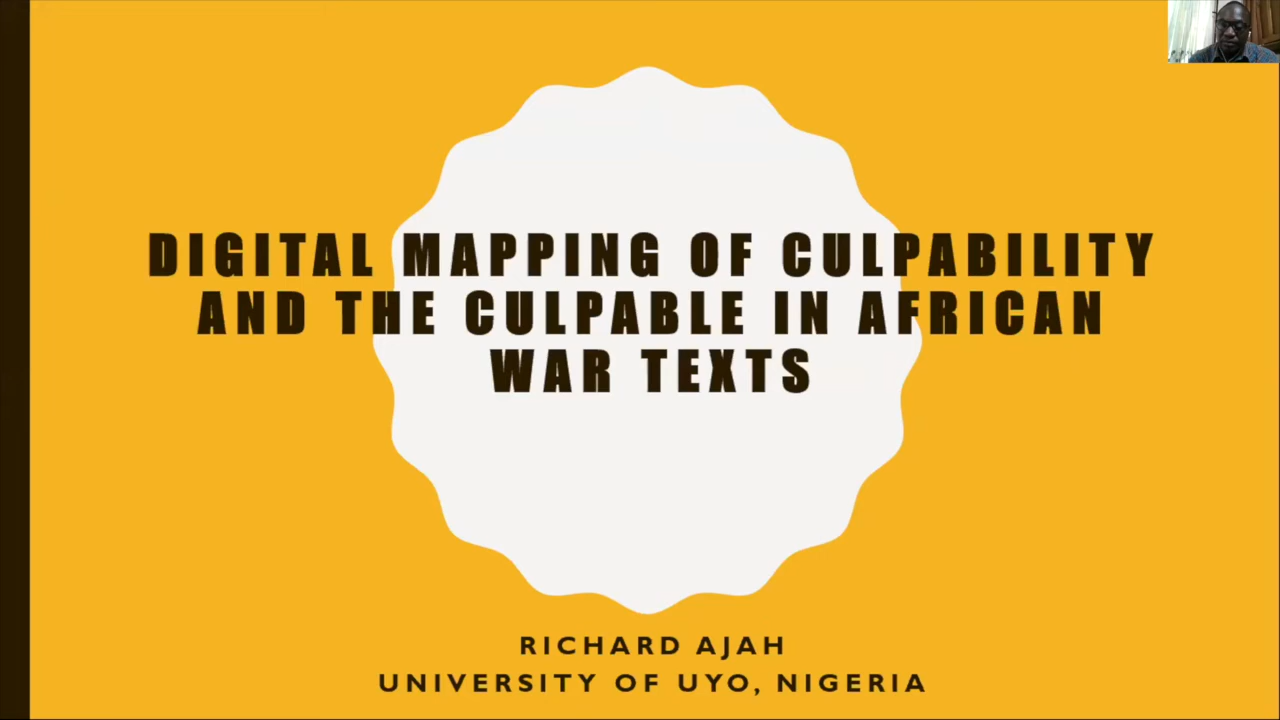 DIGITAL MAPPING OF CULPABILITY
AND THE CULPABLE IN AFRICAN
WAR TEXTS
RICHARD AJAH
UNIVERSITY OF UYO, NIGERIA